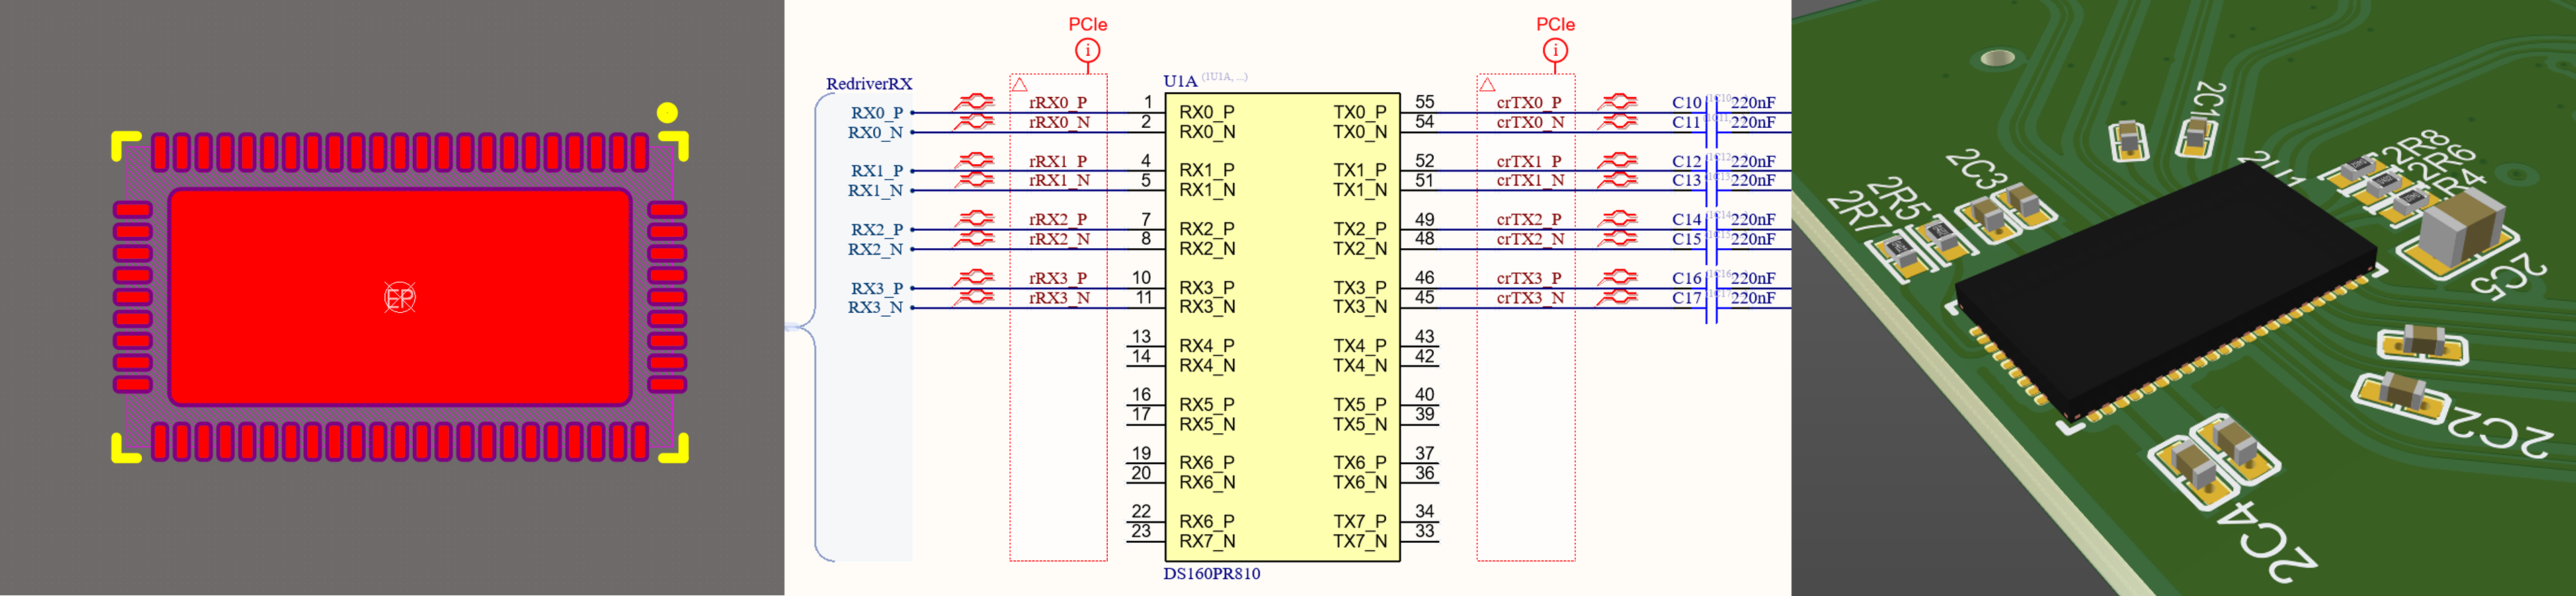 EP
PCIe
PCIe
RedriverRX
U1A (1U1A, ...)
RX0_P rRX0_P 1 RX0_P TX0_P 55 crTX0_P C10 220nF
RX0_N rRX0_N 2 RX0_N TX0_N 54 crTX0_N C11 220nF
RX1_P rRX1_P 4 RX1_P TX1_P 52 crTX1_P C12 220nF
RX1_N rRX1_N 5 RX1_N TX1_N 51 crTX1_N C13 220nF
RX2_P rRX2_P 7 RX2_P TX2_P 49 crTX2_P C14 220nF
RX2_N rRX2_N 8 RX2_N TX2_N 48 crTX2_N C15 220nF
RX3_P rRX3_P 10 RX3_P TX3_P 46 crTX3_P C16 220nF
RX3_N rRX3_N 11 RX3_N TX3_N 45 crTX3_N C17 220nF
13 RX4_P TX4_P 43
14 RX4_N TX4_N 42
16 RX5_P TX5_P 40
17 RX5_N TX5_N 39
19 RX6_P TX6_P 37
20 RX6_N TX6_N 36
22 RX6_P TX7_P 34
23 RX7_N TX7_N 33
DS160PR810
2C1
2C3
2R5
2R7
2R8
2R6
2R4
2C5
2C2
2C4